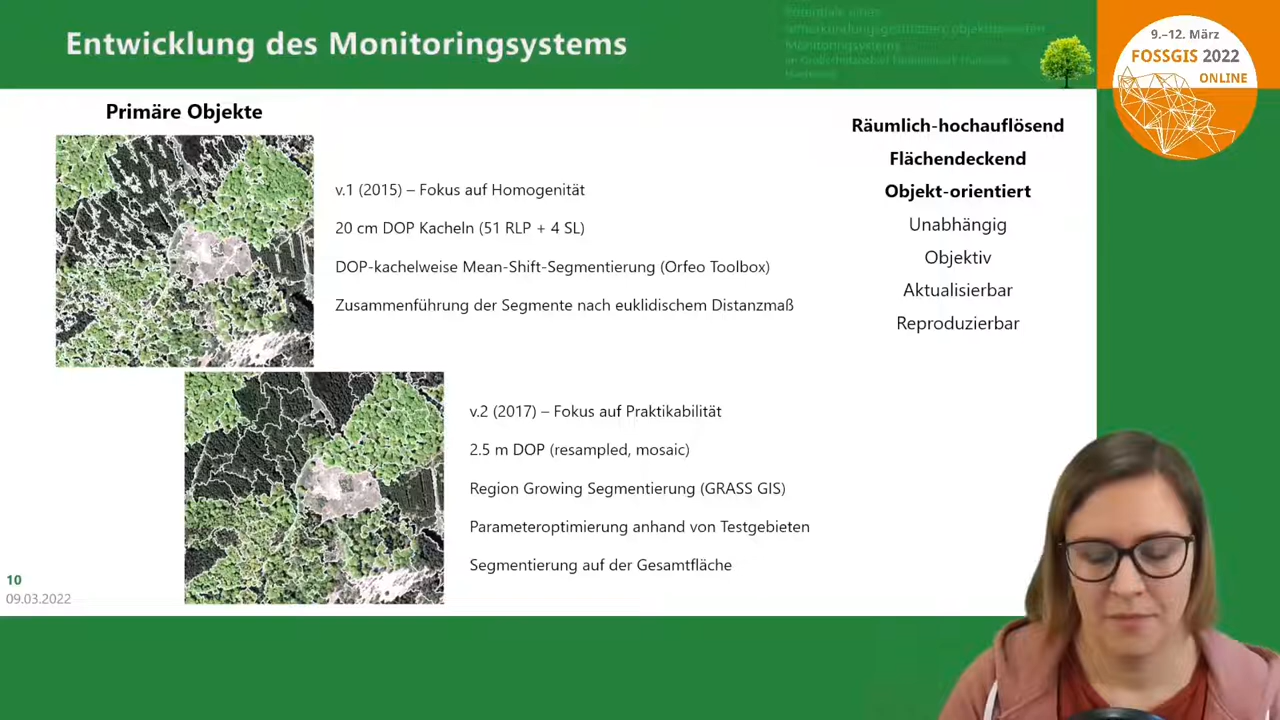 Entwicklung des Monitoringsystems
9.–12. März
FOSSGIS 2022
ONLINE
Primäre Objekte
v.1 (2015) – Fokus auf Homogenität
20 cm DOP Kacheln (51 RLP + 4 SL)
DOP-kachelweise Mean-Shift-Segmentierung (Orfeo Toolbox)
Zusammenführung der Segmente nach euklidischem Distanzmaß
Räumlich-hochauflösend
Flächendeckend
Objekt-orientiert
Unabhängig
Objektiv
Aktualisierbar
Reproduzierbar
v.2 (2017) – Fokus auf Praktikabilität
2.5 m DOP (resampled, mosaic)
Region Growing Segmentierung (GRASS GIS)
Parameteroptimierung anhand von Testgebieten
Segmentierung auf der Gesamtfläche
10
09.03.2022